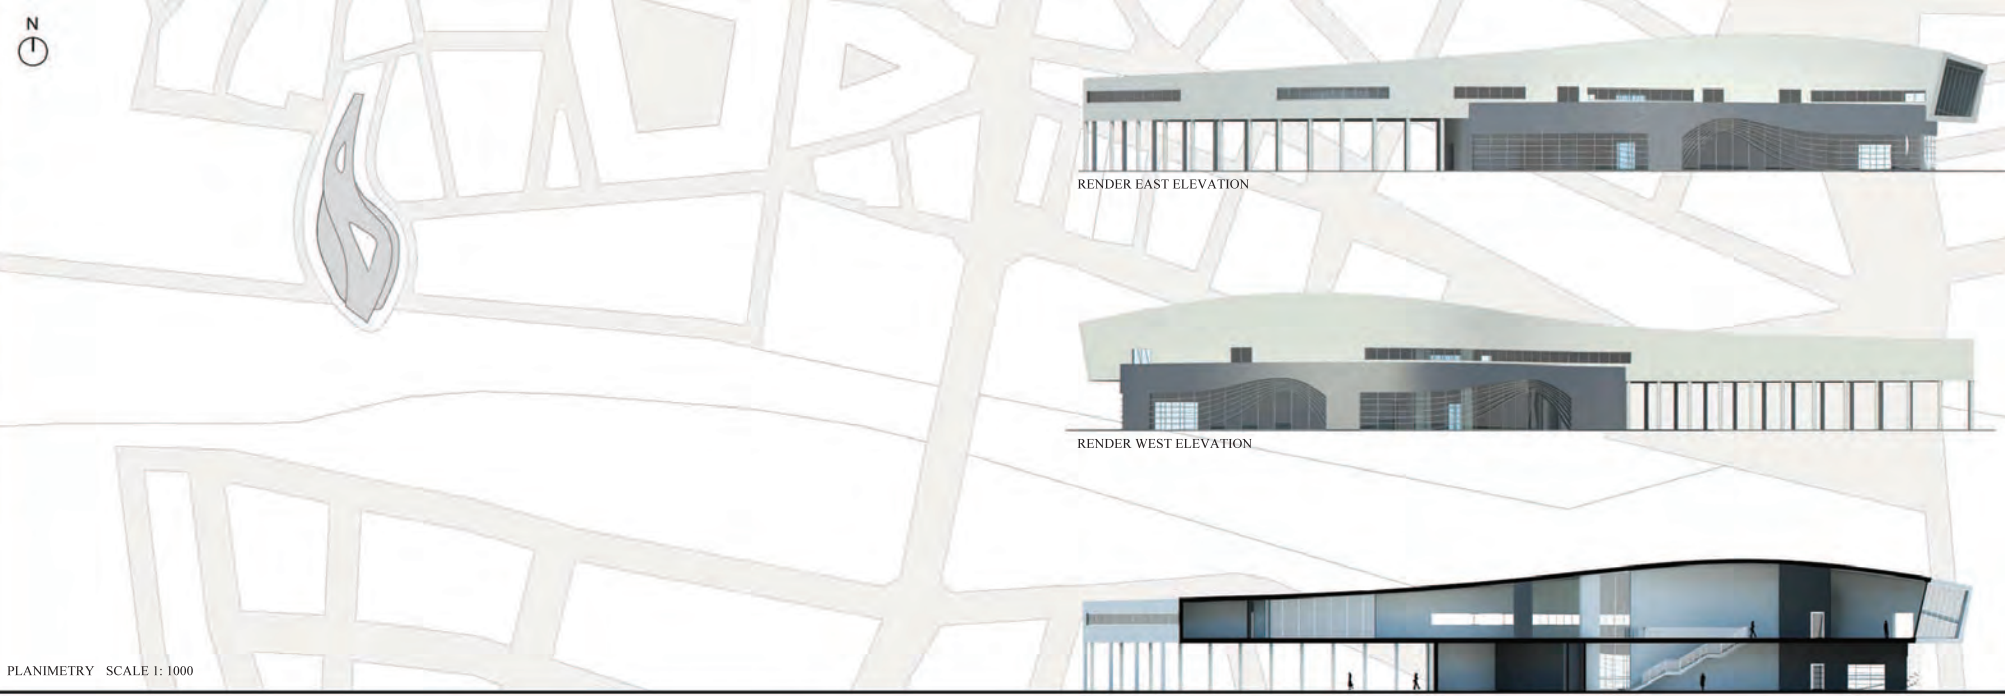 N
RENDER EAST ELEVATION
RENDER WEST ELEVATION
PLANIMETRY SCALE 1: 1000